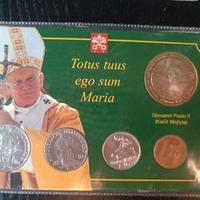 Totus tuus
ego sum
Maria
Giovanni Paolo II
(Karol Wojtyla)